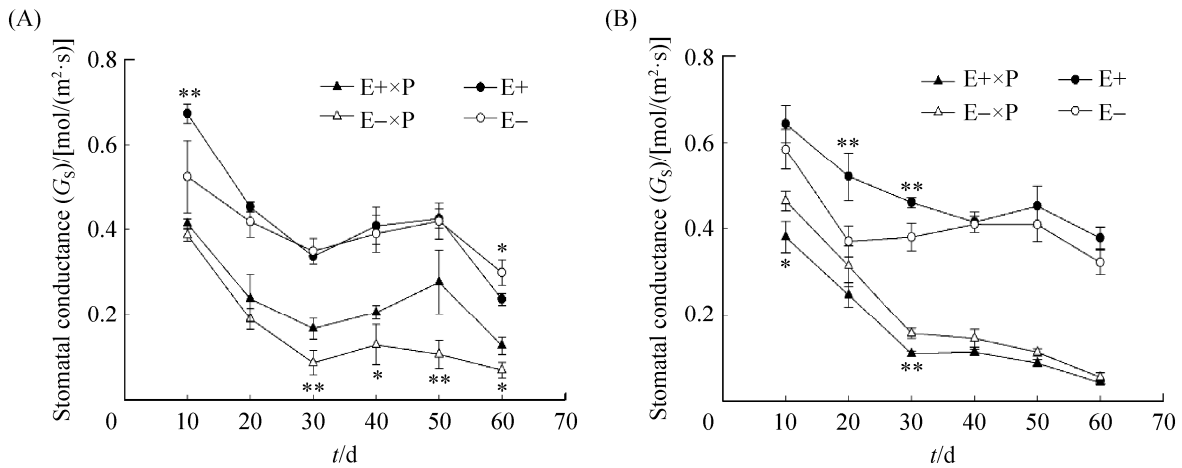 (A)
Stomatal conductance (G_S)/[mol/(m²·s)]
0.8
0.6
0.4
0.2
0
10
20
30
40
50
60
70
t/d
E+×P
E+
E−×P
E−
**
*
**
*
**
*
(B)
Stomatal conductance (G_S)/[mol/(m²·s)]
0.8
0.6
0.4
0.2
0
10
20
30
40
50
60
70
t/d
E+×P
E+
E−×P
E−
**
**
*
**